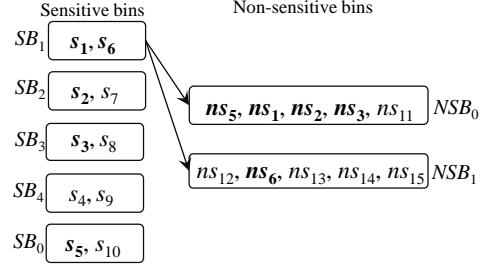 Sensitive bins
Non-sensitive bins
SB1 s1, s6
SB2 s2, s7
ns5, ns1, ns2, ns3, ns11 NSB0
SB3 s3, s8
ns12, ns6, ns13, ns14, ns15 NSB1
SB4 s4, s9
SB0 s5, s10